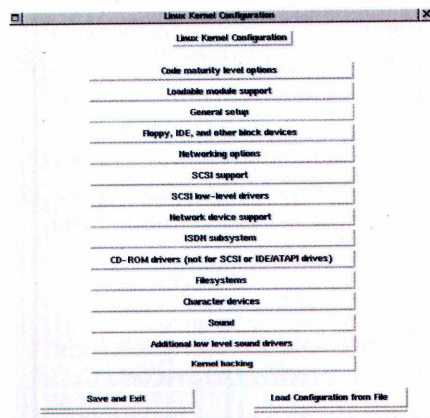 Linux Kernel Configuration
Linux Kernel Configuration
Code maturity level options
Loadable module support
General setup
Floppy, IDE, and other block devices
Networking options
SCSI support
SCSI low-level drivers
Network device support
ISDN subsystem
CD-ROM drivers (not for SCSI or IDE/ATAPI drives)
Filesystems
Character devices
Sound
Additional low level sound drivers
Kernel hacking
Save and Exit
Load Configuration from File